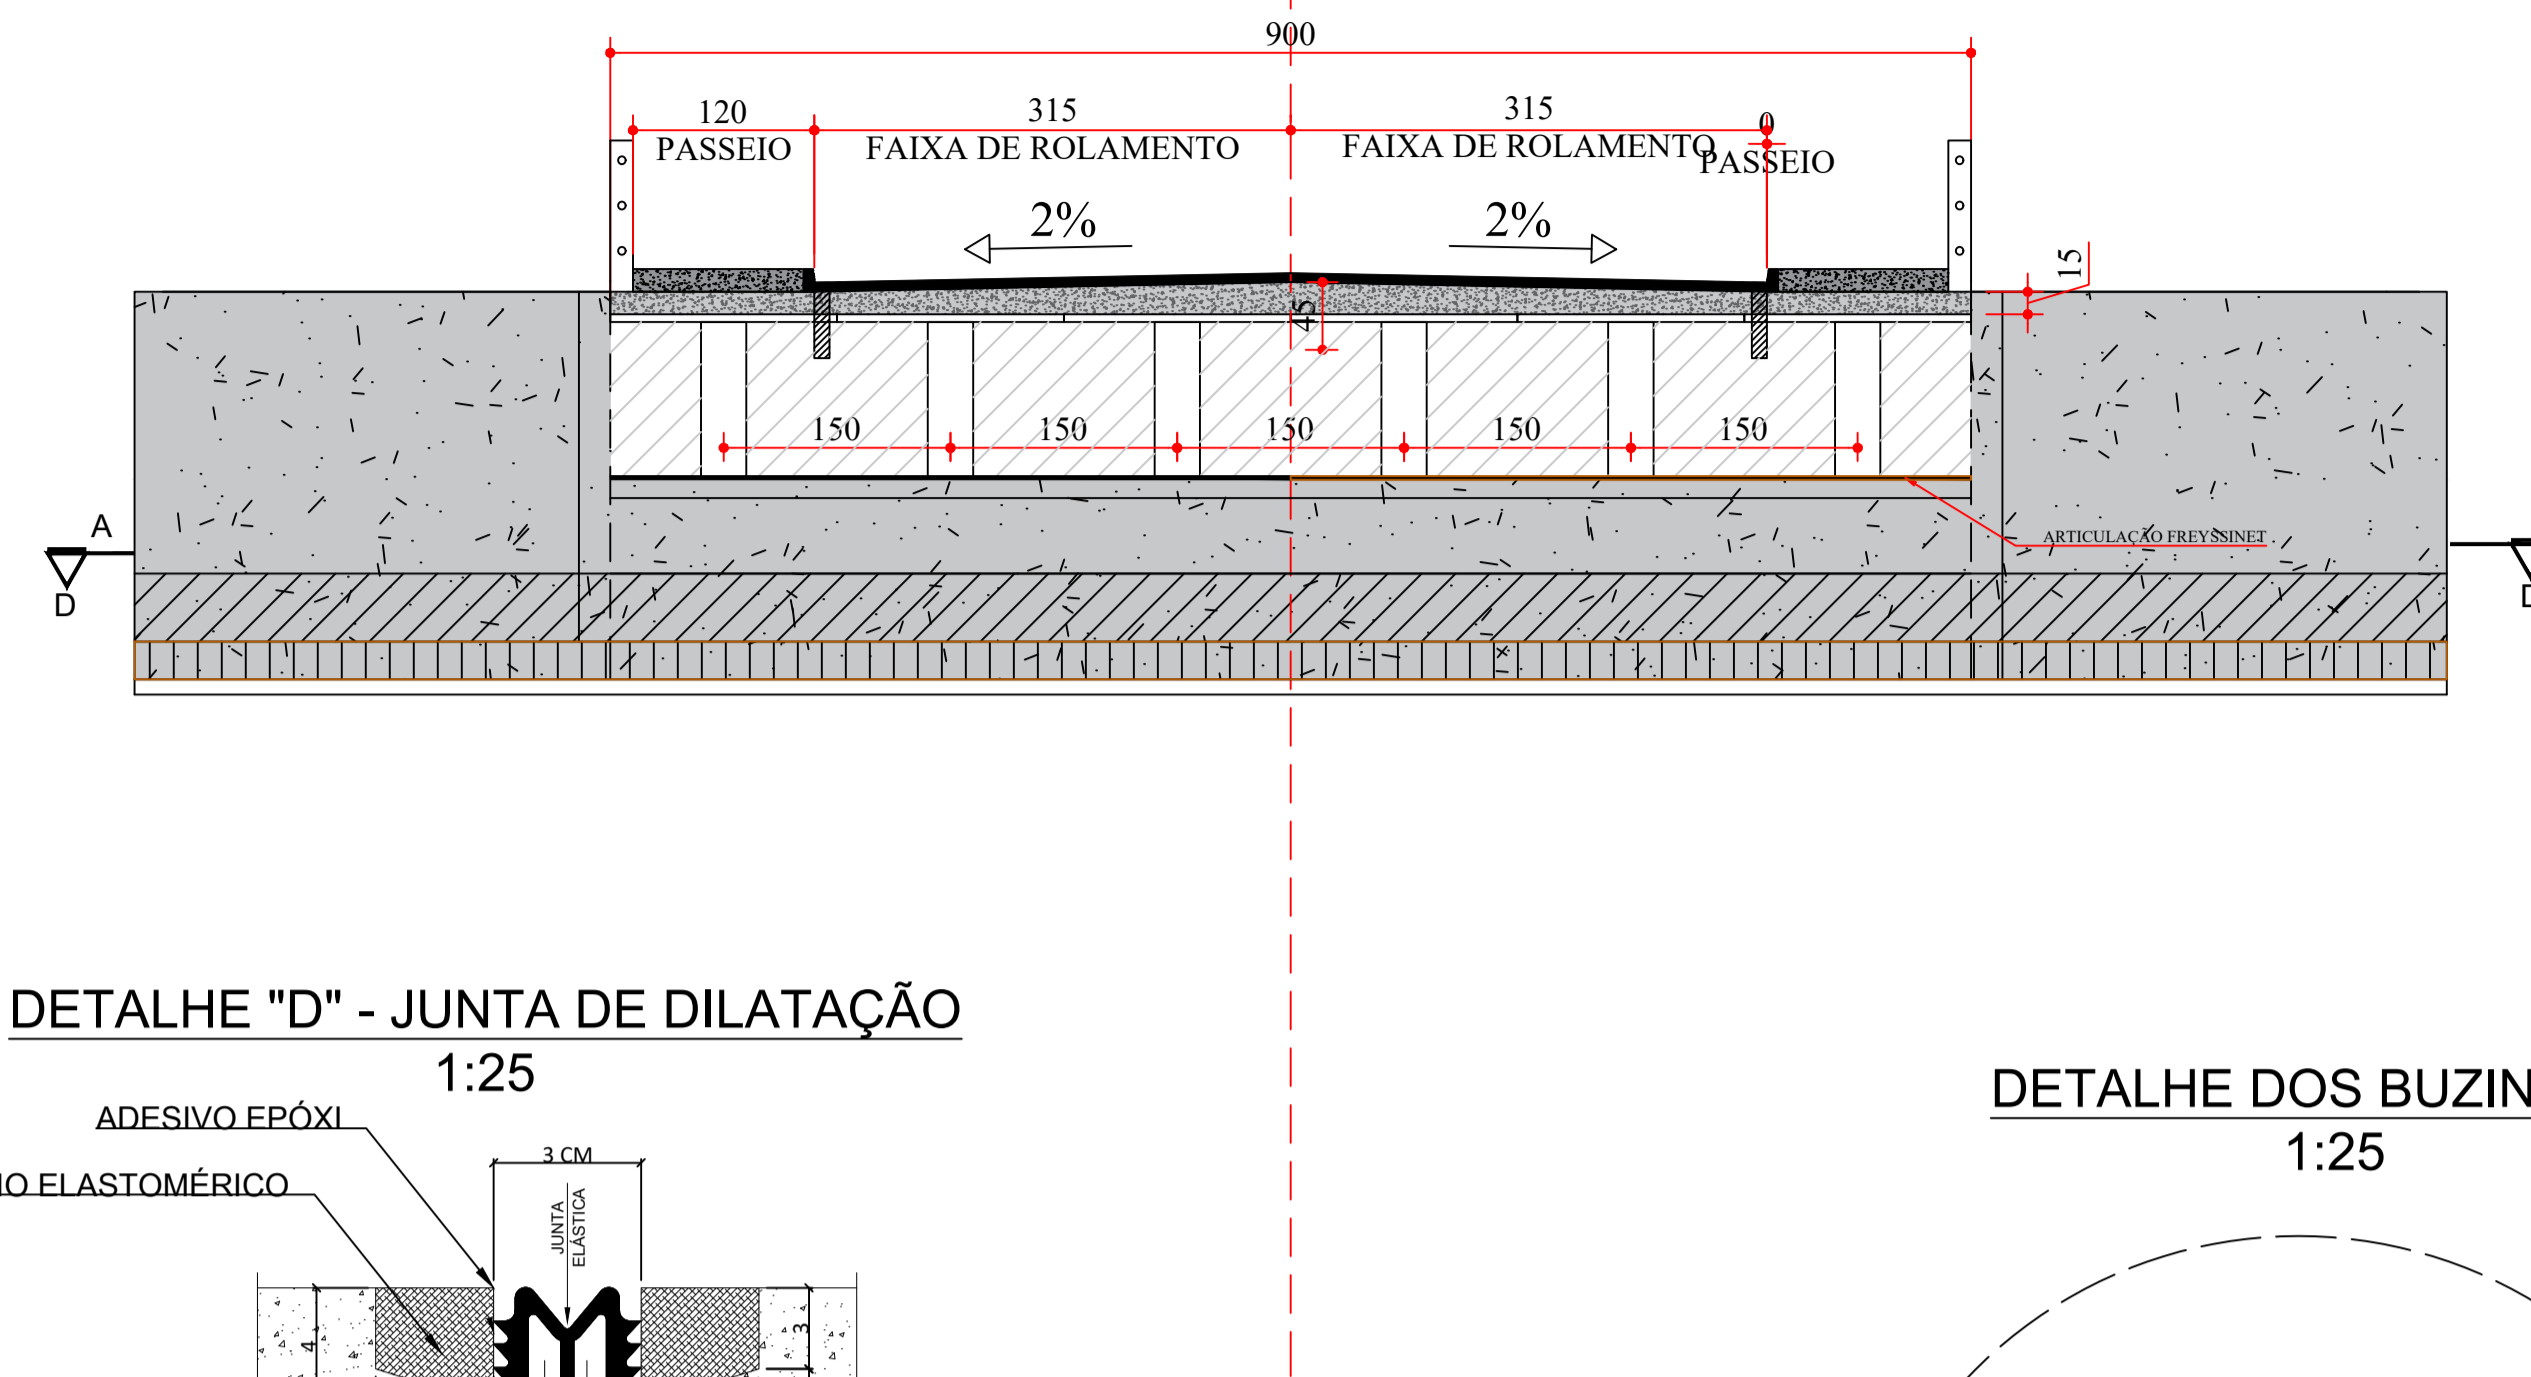 900
120
315
315
0
PASSEIO
FAIXA DE ROLAMENTO
FAIXA DE ROLAMENTO
PASSEIO
2%
2%
15
45
150
150
150
150
150
A
D
ARTICULAÇÃO FREYSSINET
DETALHE "D" - JUNTA DE DILATAÇÃO
1:25
DETALHE DOS BUZIN
1:25
ADESIVO EPÓXI
3 CM
ELASTOMÉRICO
JUNTA
ELÁSTICA
4
3